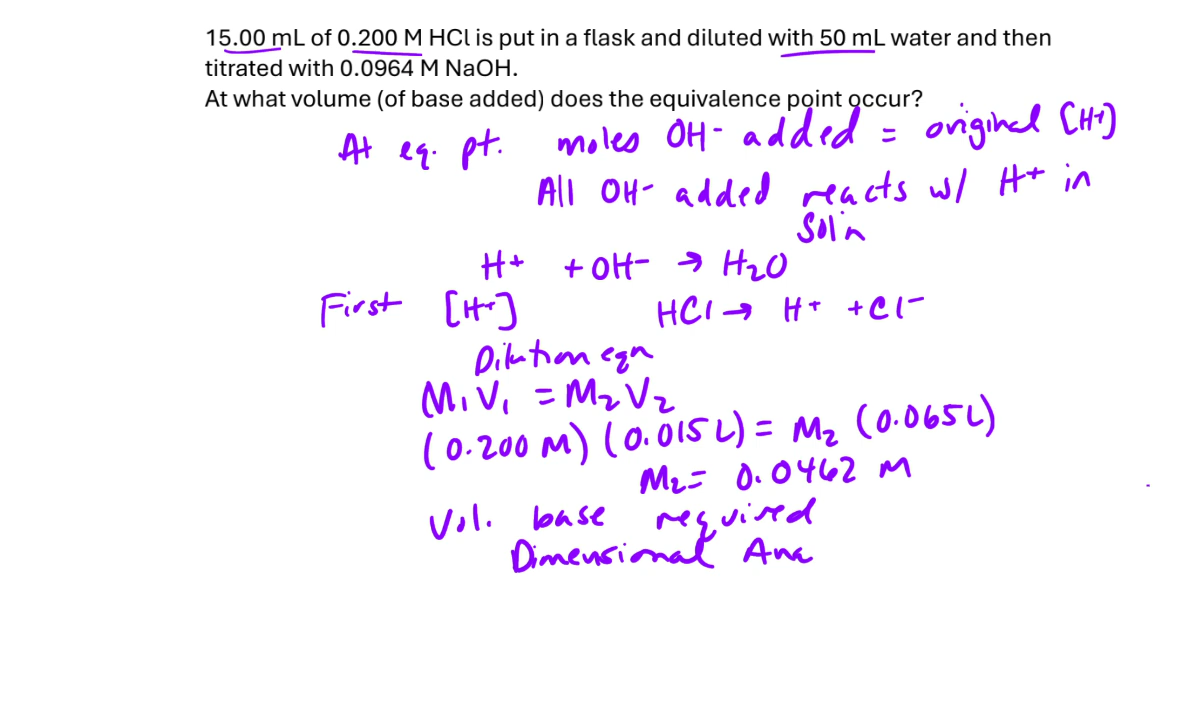 15.00 mL of 0.200 M HCl is put in a flask and diluted with 50 mL water and then
titrated with 0.0964 M NaOH.
At what volume (of base added) does the equivalence point occur?
At eq. pt. moles OH- added = original [H+]
All OH- added reacts w/ H+ in
Sol'n
H+ + OH- → H2O
First [H+] HCl → H+ + Cl-
Dilution eqn
M1V1 = M2V2
(0.200 M) (0.015 L) = M2 (0.065L)
M2 = 0.0462 M
Vol. base required
Dimensional Ana